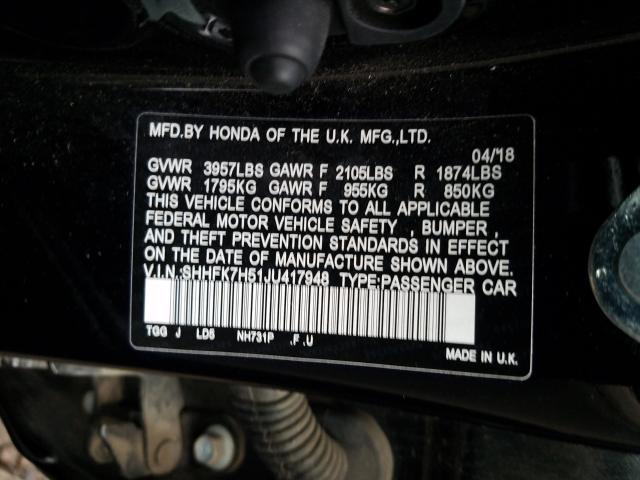 MFD.BY HONDA OF THE U.K. MFG.,LTD.
04/18
GVWR 3957LBS GAWR F 2105LBS R 1874LBS
GVWR 1795KG GAWR F 955KG R 850KG
THIS VEHICLE CONFORMS TO ALL APPLICABLE
FEDERAL MOTOR VEHICLE SAFETY , BUMPER ,
AND THEFT PREVENTION STANDARDS IN EFFECT
ON THE DATE OF MANUFACTURE SHOWN ABOVE.
V.I.N.:SHHFK7H51JU417948 TYPE:PASSENGER CAR
TGG J LD5 NH731P .F .U
MADE IN U.K.